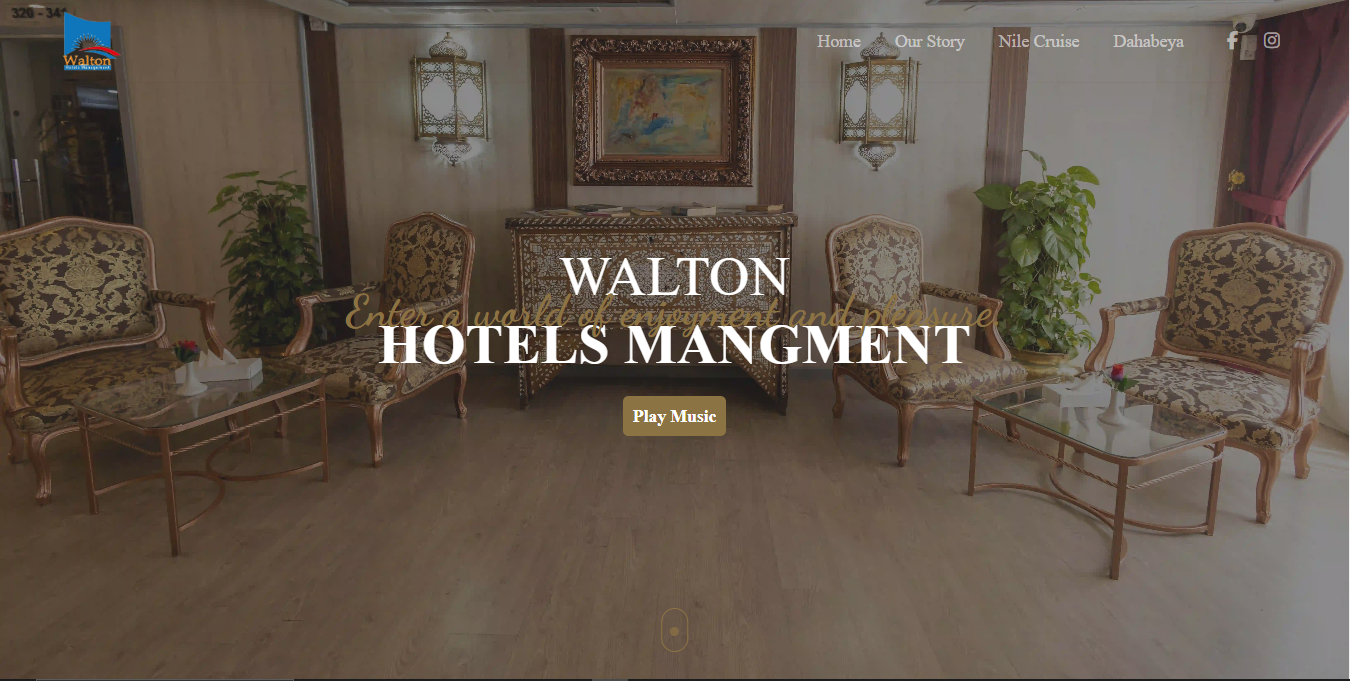 320 - 341
Walton
Hotels Management
Home
Our Story
Nile Cruise
Dahabeya
WALTON
Enter a world of enjoyment and pleasure
HOTELS MANGMENT
Play Music